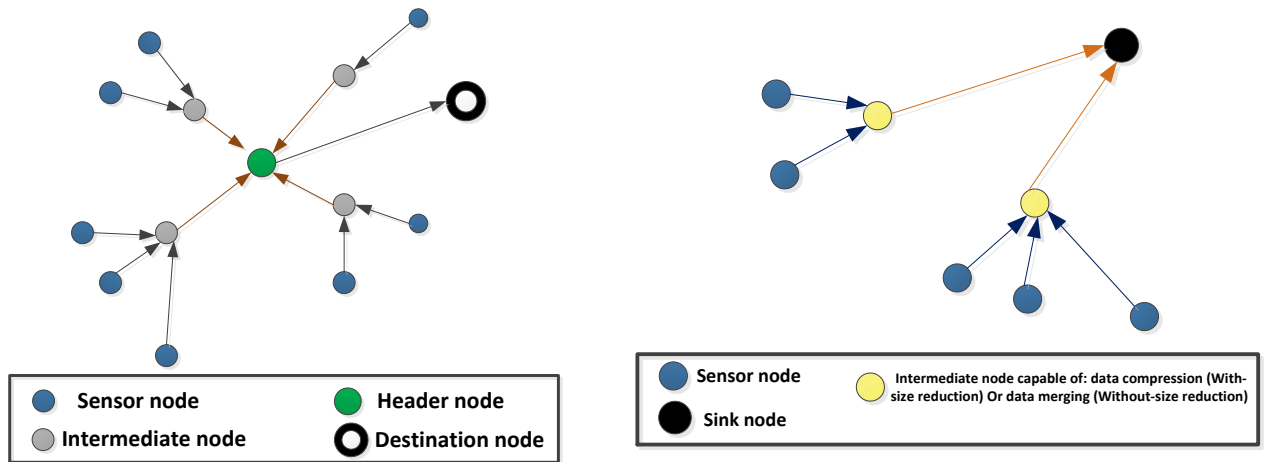 Sensor node
Header node
Intermediate node
Destination node
Sensor node
Sink node
Intermediate node capable of: data compression (With-
size reduction) Or data merging (Without-size reduction)